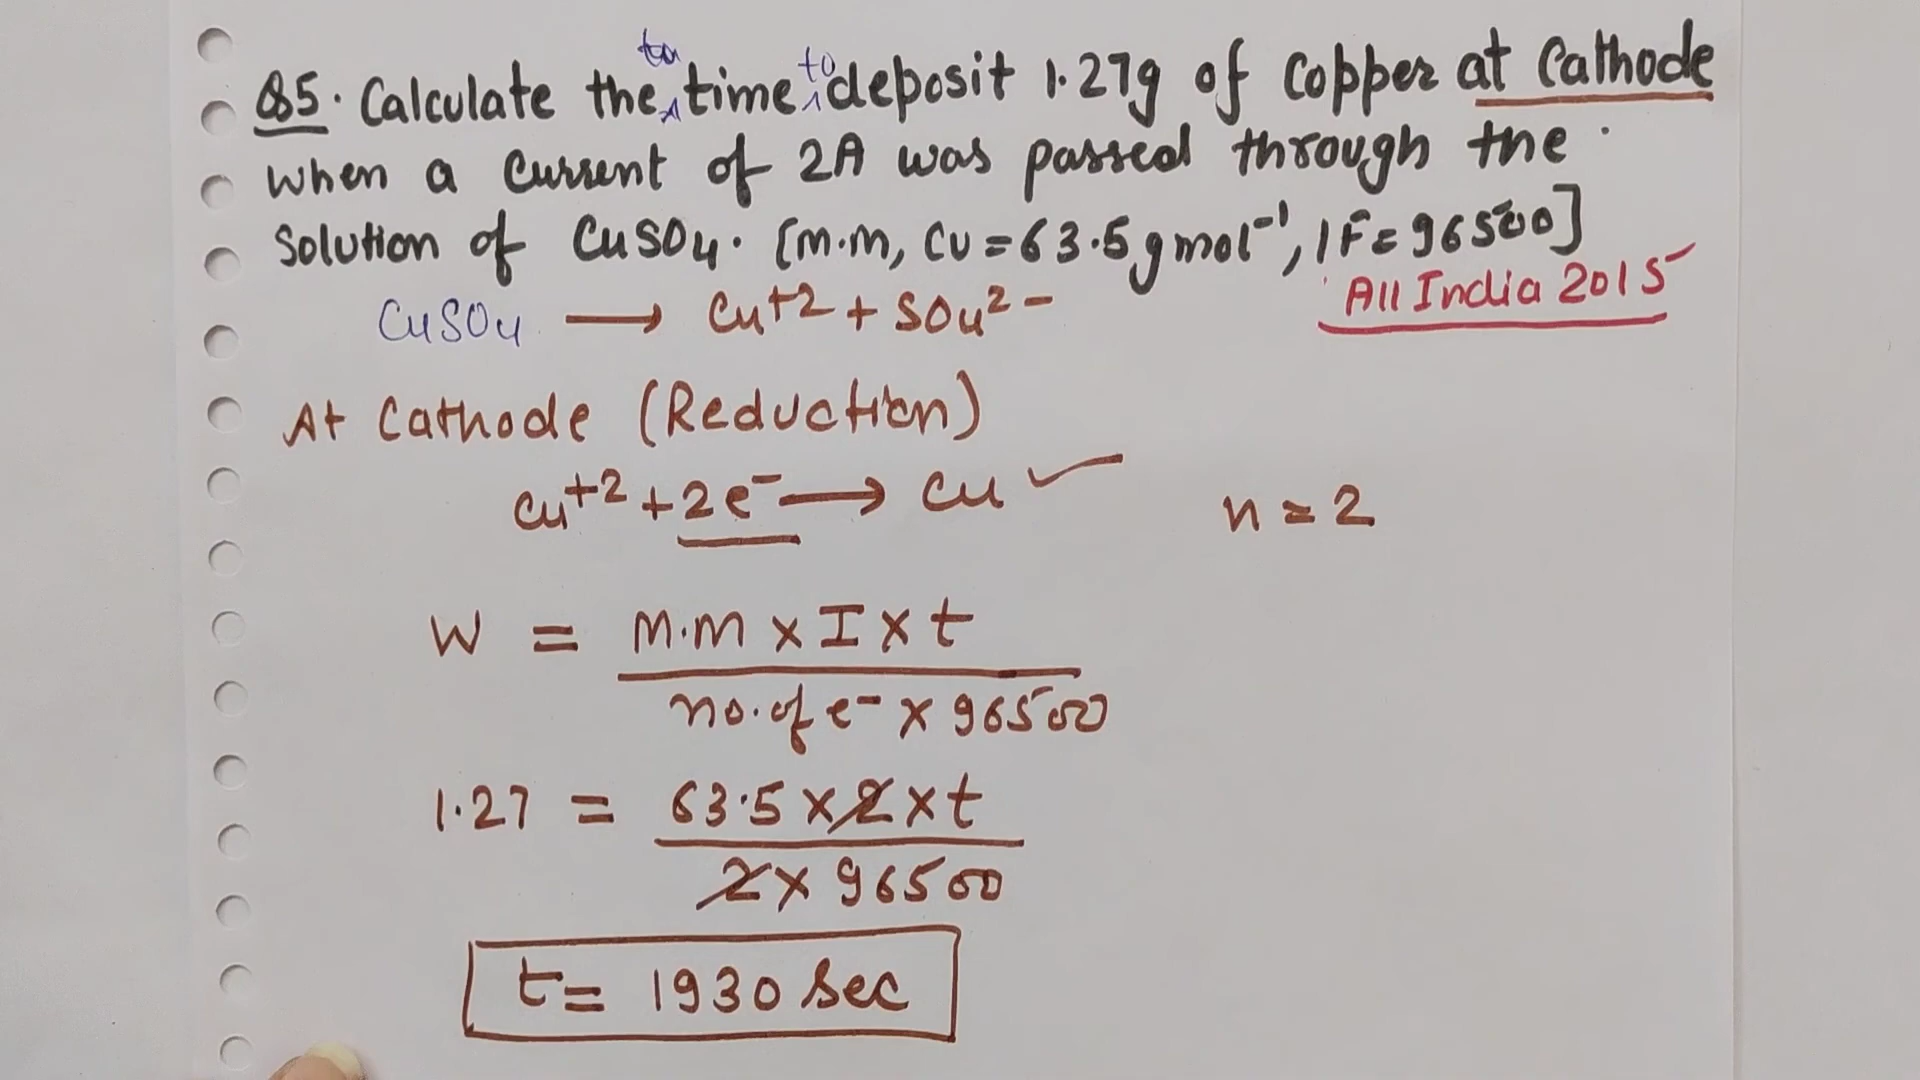 Q5. Calculate the to time to deposit 1.27g of Copper at Cathode
when a Current of 2A was passed through the
Solution of CuSO4. [M.M, Cu = 63.5 g mol⁻¹, 1F = 96500]
All India 2015
CuSO4 ⟶ Cu⁺² + SO4²⁻
At Cathode (Reduction)
Cu⁺² + 2e⁻ ⟶ Cu ✓ n = 2
W = M.M × I × t
no. of e⁻ × 96500
1.27 = 63.5 × 2 × t
2 × 96500
t = 1930 Sec